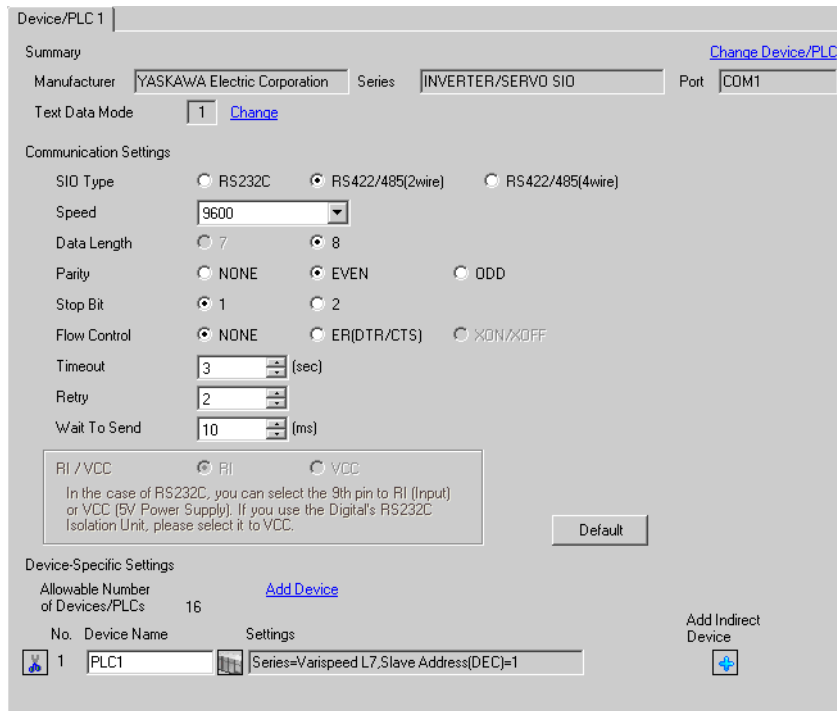 Device/PLC 1
Summary
Change Device/PLC
Manufacturer YASKAWA Electric Corporation Series INVERTER/SERVO SIO Port COM1
Text Data Mode 1 Change
Communication Settings
SIO Type RS232C RS422/485(2wire) RS422/485(4wire)
Speed 9600
Data Length 7 8
Parity NONE EVEN ODD
Stop Bit 1 2
Flow Control NONE ER(DTR/CTS) XON/XOFF
Timeout 3 (sec)
Retry 2
Wait To Send 10 (ms)
RI / VCC RI VCC
In the case of RS232C, you can select the 9th pin to RI (Input)
or VCC (5V Power Supply). If you use the Digital's RS232C
Isolation Unit, please select it to VCC.
Default
Device-Specific Settings
Allowable Number
of Devices/PLCs 16
Add Device
Add Indirect
Device
No. Device Name Settings
1 PLC1 Series=Varispeed L7,Slave Address(DEC)=1